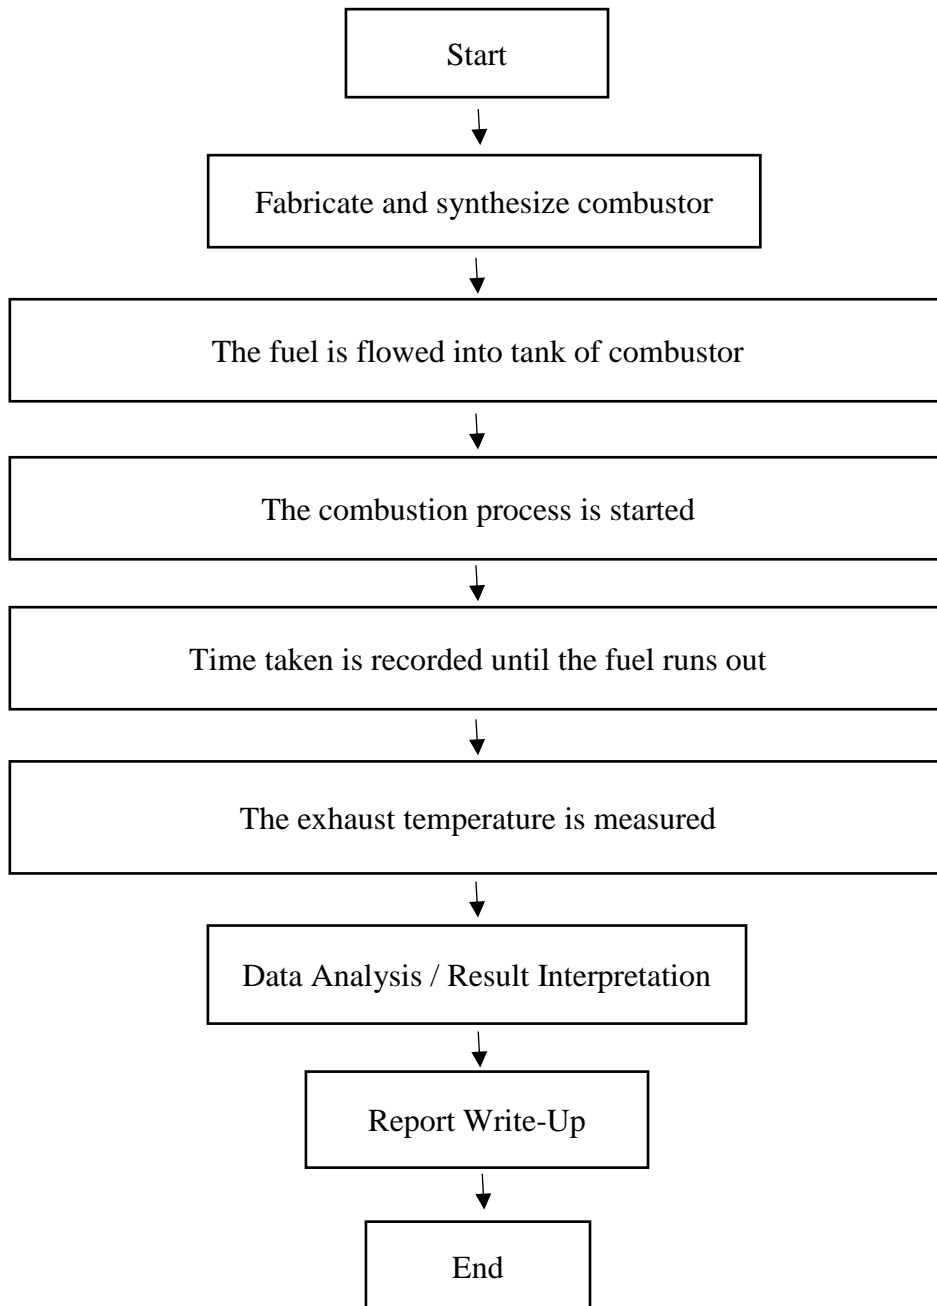 Start
Fabricate and synthesize combustor
The fuel is flowed into tank of combustor
The combustion process is started
Time taken is recorded until the fuel runs out
The exhaust temperature is measured
Data Analysis / Result Interpretation
Report Write-Up
End